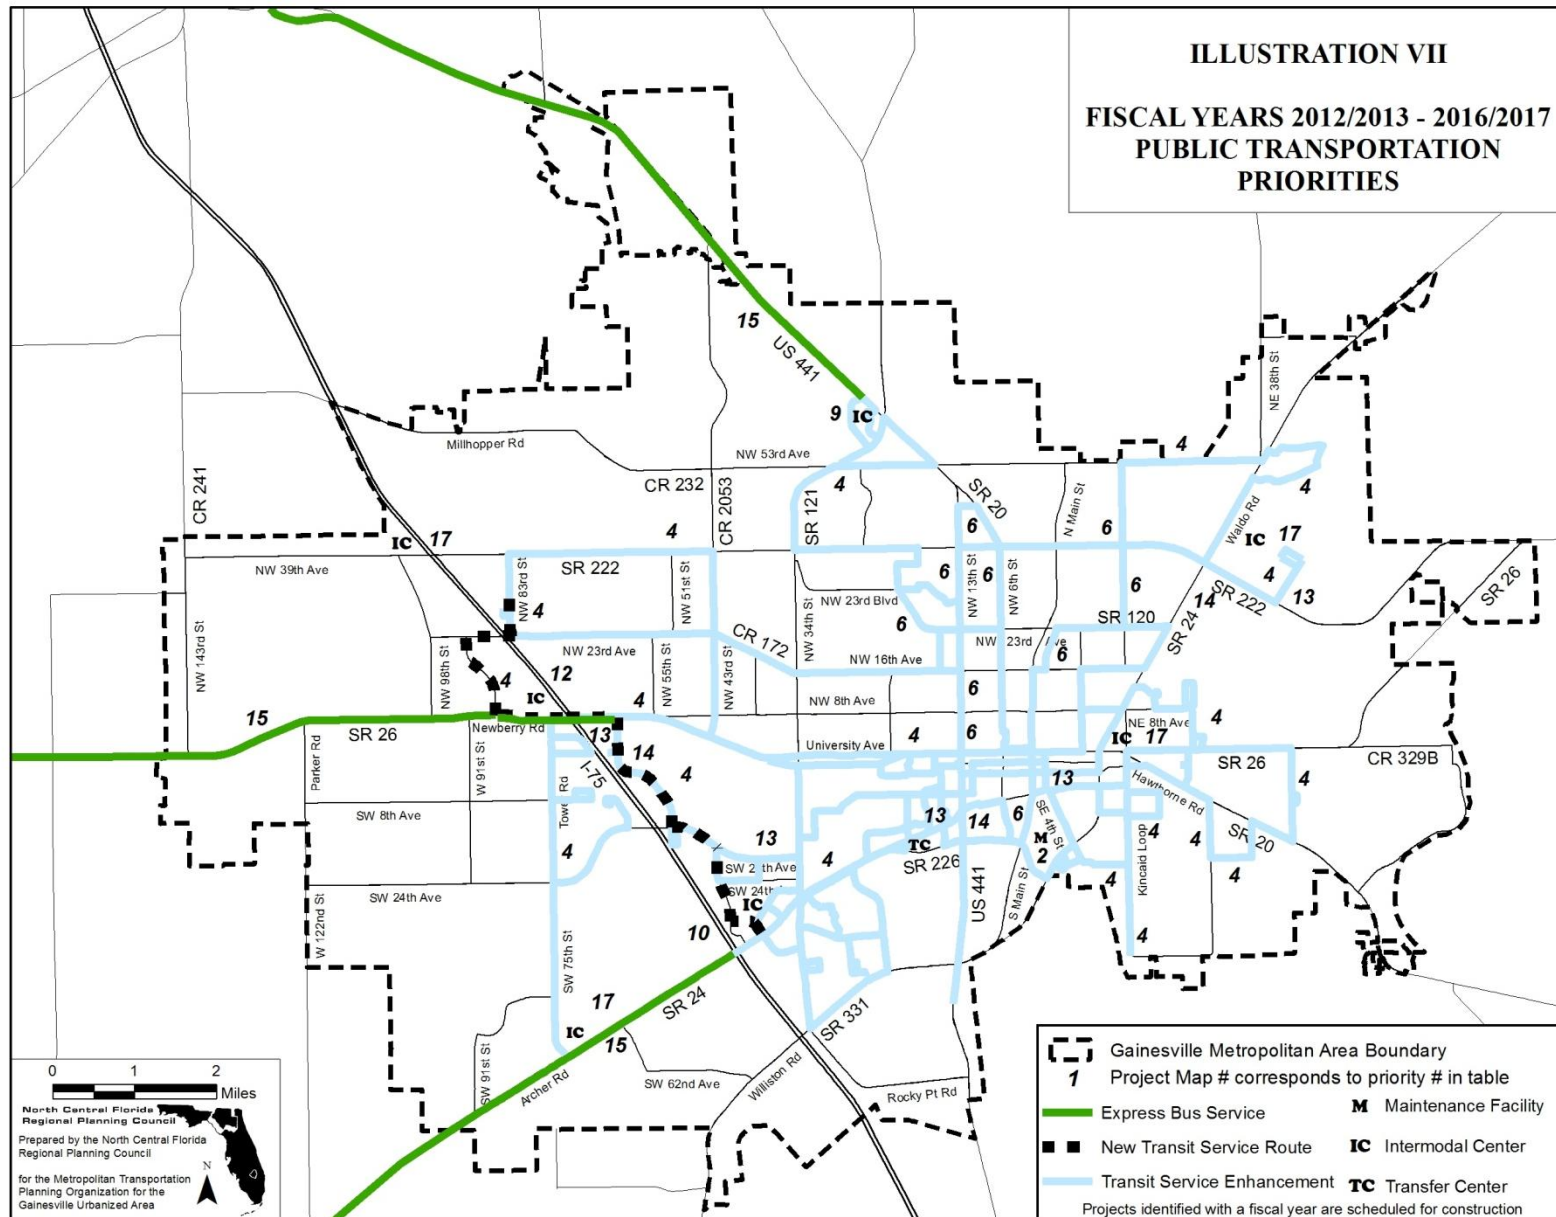 ILLUSTRATION VII
FISCAL YEARS 2012/2013 - 2016/2017
PUBLIC TRANSPORTATION
PRIORITIES
15
US 441
9
IC
NE 38th St
Millhopper Rd
NW 53rd Ave
4
CR 241
CR 232
CR 2053
SR 121
4
SR 20
N Main St
Waldo Rd
4
IC
17
4
6
6
IC
17
NW 39th Ave
SR 222
NW 83rd St
NW 51st St
NW 34th St
NW 23rd Blvd
6
NW 13th St
6
NW 6th St
6
SR 120
SR 24
14
SR 222
4
13
SR 26
4
6
NW 143rd St
NW 98th St
NW 23rd Ave
CR 172
NW 55th St
NW 43rd St
NW 16th Ave
NW 23rd Ave
6
4
12
IC
4
NW 8th Ave
6
15
SR 26
Newberry Rd
13
14
University Ave
4
6
NE 8th Ave
4
IC
17
SR 26
CR 329B
Parker Rd
W 91st St
I-75
4
13
Hawthorne Rd
4
SW 8th Ave
13
13
TC
14
6
SE 4th St
M
2
4
Kincaid Loop
4
SR 20
4
SW 24th Ave
4
SR 226
4
4
W 122nd St
SW 75th St
IC
10
US 441
S Main St
4
17
IC
15
SR 24
SR 331
SW 91st St
Archer Rd
SW 62nd Ave
Williston Rd
Rocky Pt Rd
0 1 2
Miles
North Central Florida
Regional Planning Council
Prepared by the North Central Florida
Regional Planning Council
for the Metropolitan Transportation
Planning Organization for the
Gainesville Urbanized Area
N
Gainesville Metropolitan Area Boundary
1 Project Map # corresponds to priority # in table
Express Bus Service
M Maintenance Facility
New Transit Service Route
IC Intermodal Center
Transit Service Enhancement
TC Transfer Center
Projects identified with a fiscal year are scheduled for construction